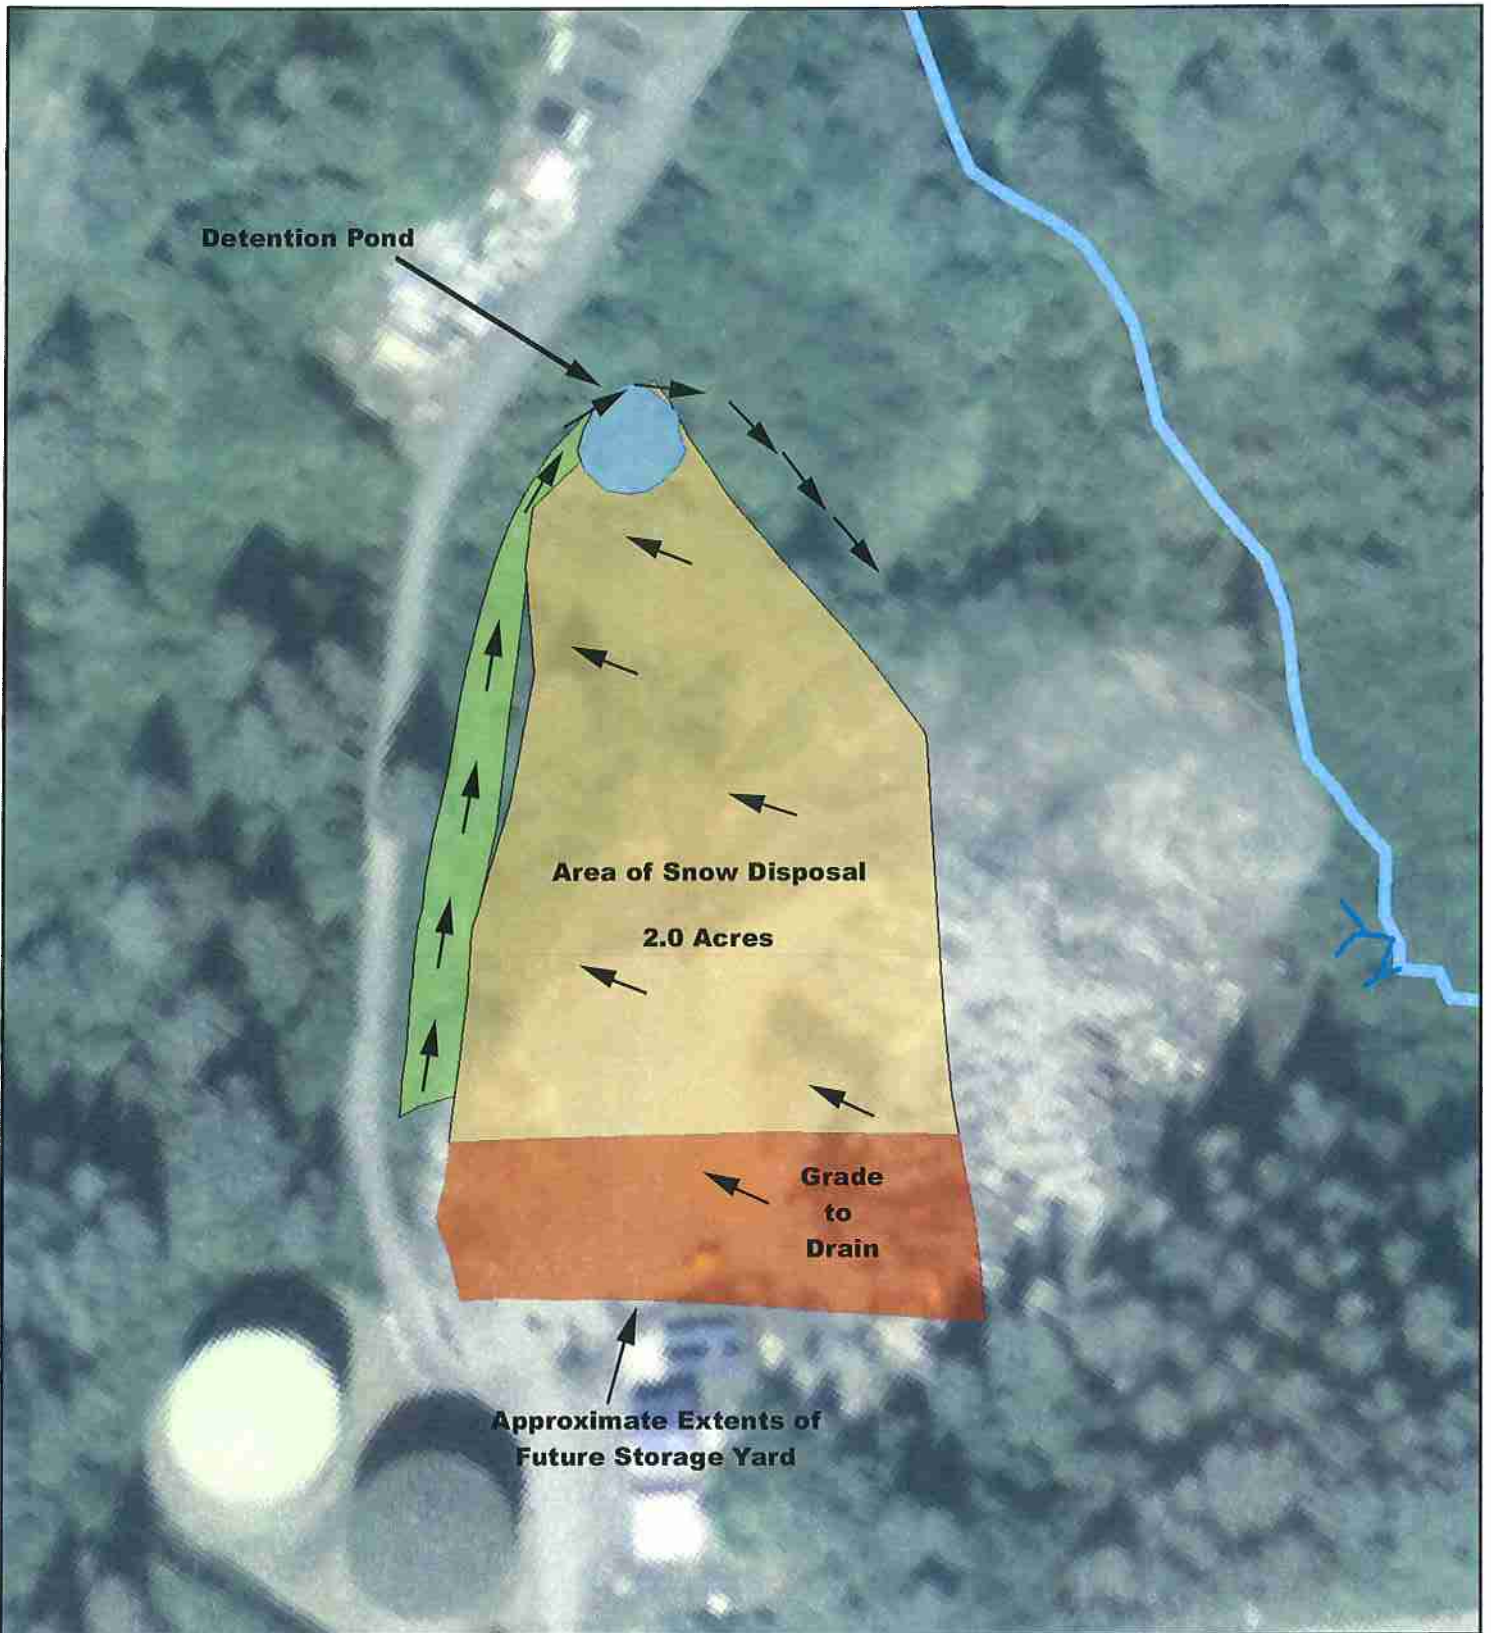 Detention Pond
Area of Snow Disposal
2.0 Acres
Grade
to
Drain
Approximate Extents of
Future Storage Yard